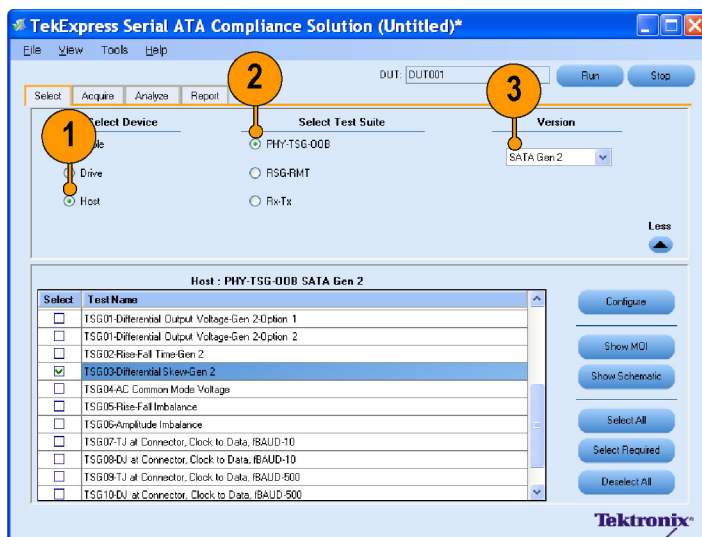 TekExpress Serial ATA Compliance Solution (Untitled)*
File View Tools Help
DUT: DUT001 Run Stop
Select Acquire Analyze Report
1 2 3
Select Device Select Test Suite Version
PHY-TSG-OOB
SATA Gen 2
Drive RSG-RMT
Host Rx-Tx
Less
Host : PHY-TSG-OOB SATA Gen 2
Select Test Name
TSG01-Differential Output Voltage-Gen 2-Option 1
TSG01-Differential Output Voltage-Gen 2-Option 2
TSG02-Rise-Fall Time-Gen 2
TSG03-Differential Skew-Gen 2
TSG04-AC Common Mode Voltage
TSG05-Rise-Fall Imbalance
TSG06-Amplitude Imbalance
TSG07-TJ at Connector, Clock to Data, fBAUD-10
TSG08-DJ at Connector, Clock to Data, fBAUD-10
TSG09-TJ at Connector, Clock to Data, fBAUD-500
TSG10-DJ at Connector, Clock to Data, fBAUD-500
Configure
Show MOI
Show Schematic
Select All
Select Required
Deselect All
Tektronix